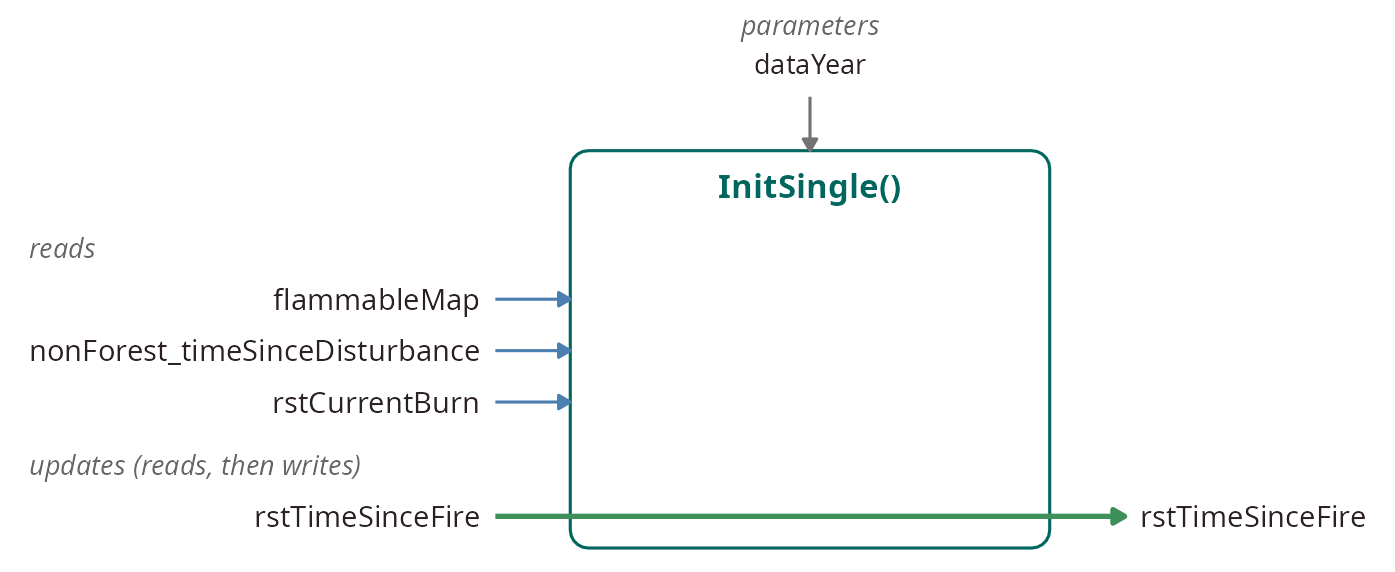 parameters
dataYear
InitSingle()
reads
flammableMap
nonForest_timeSinceDisturbance
rstCurrentBurn
updates (reads, then writes)
rstTimeSinceFire
rstTimeSinceFire